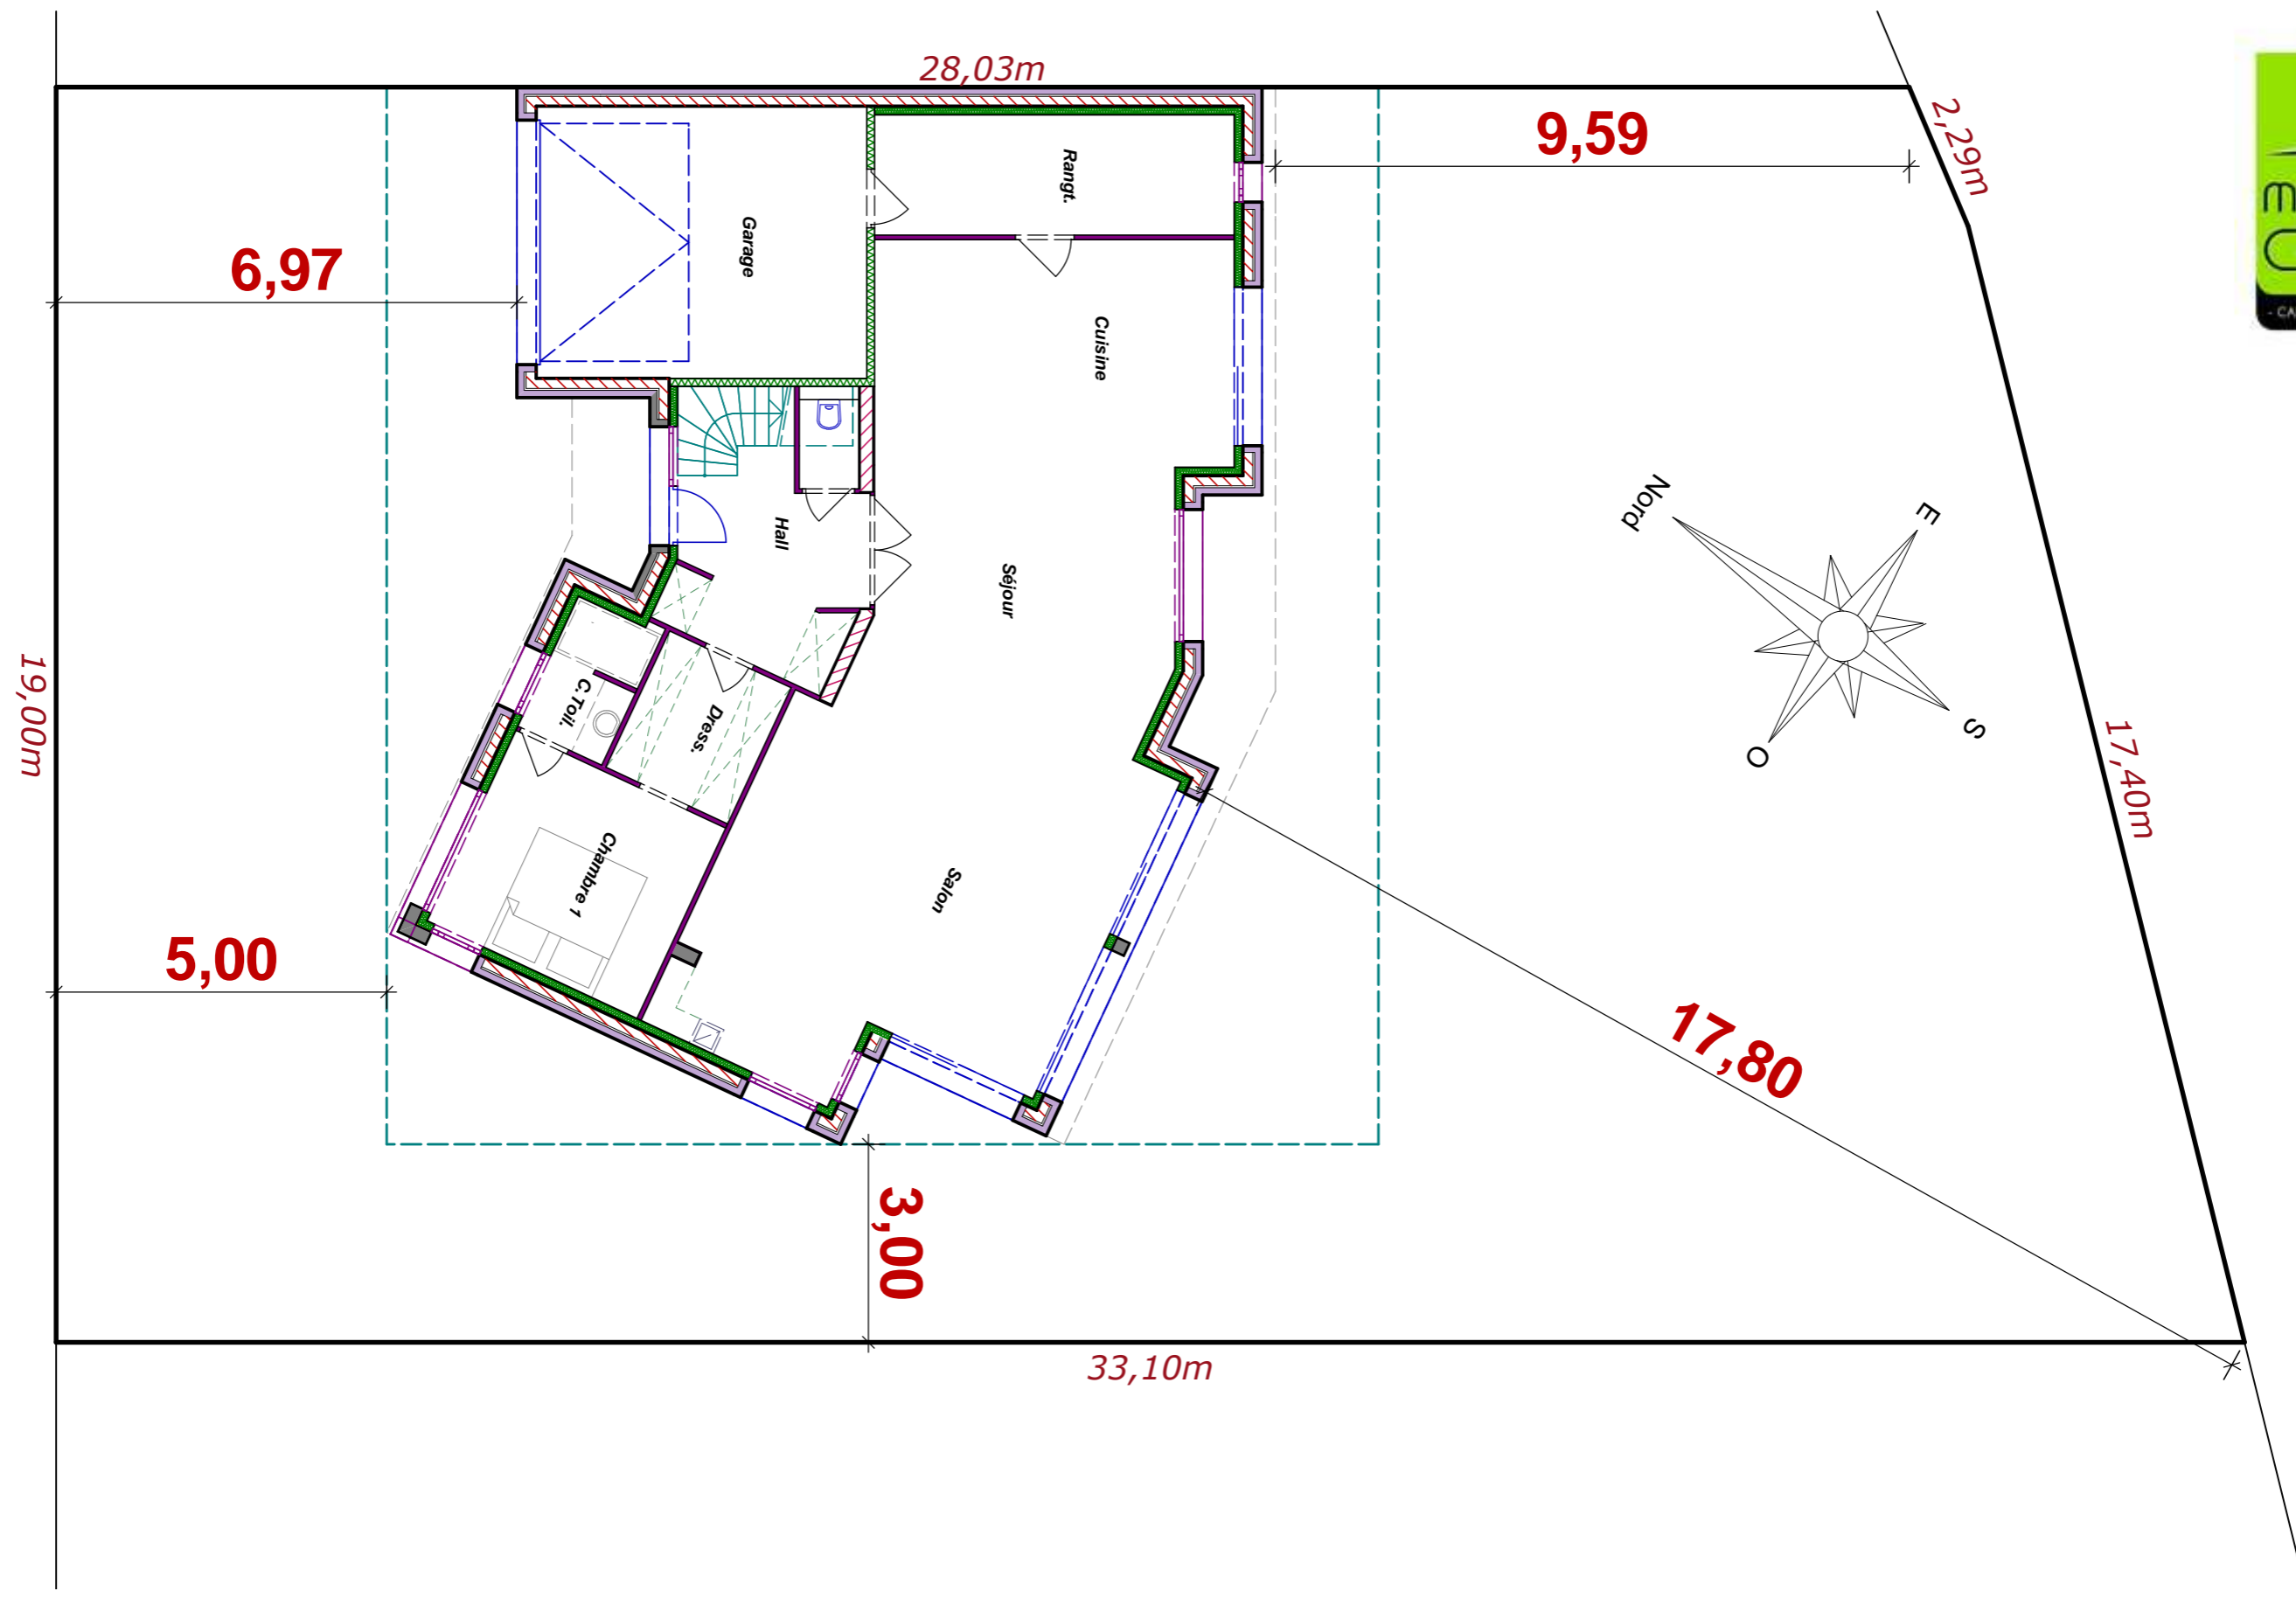 28,03m
2,29m
9,59
6,97
Garage
Rangt.
Cuisine
Hall
Séjour
Nord
E
S
O
19,00m
C.Toil.
Dress.
17,40m
Chambre 1
Salon
5,00
17,80
3,00
33,10m